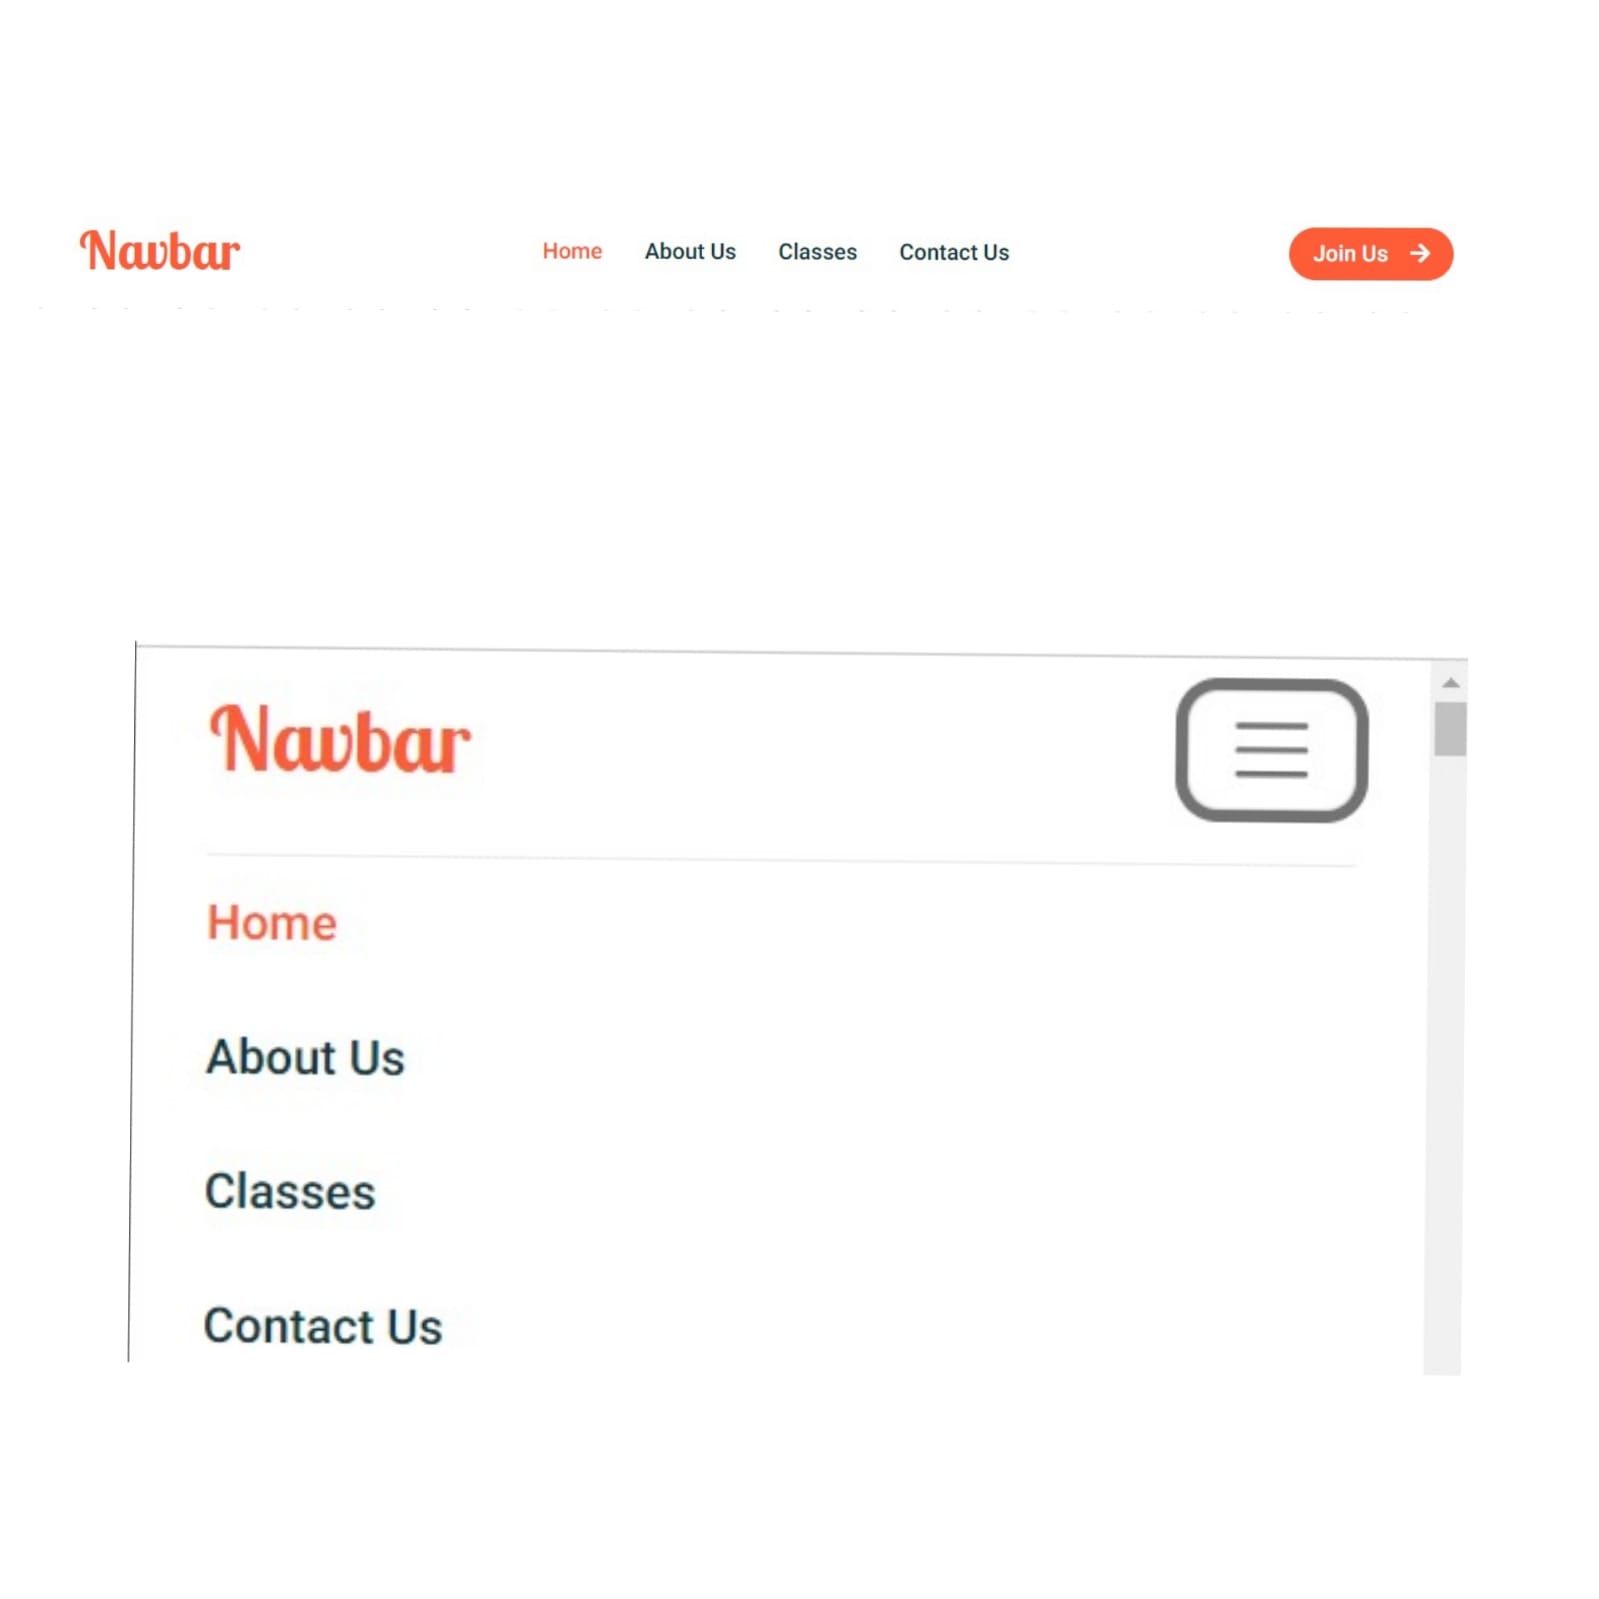 Navbar Home About Us Classes Contact Us Join Us →
Navbar
Home
About Us
Classes
Contact Us